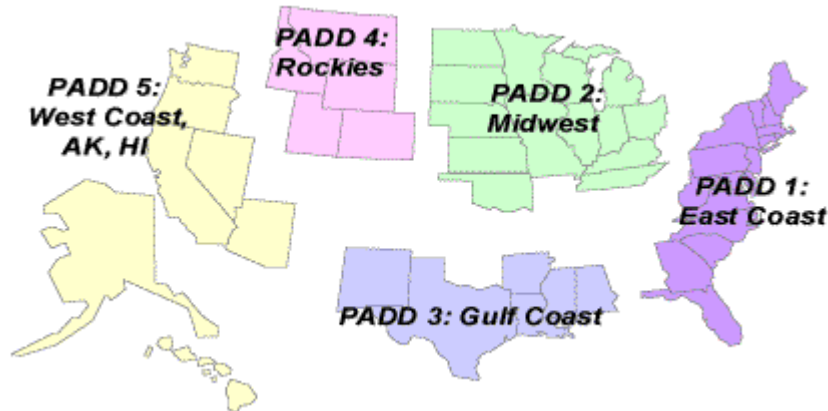 PADD 4:
Rockies
PADD 5:
West Coast,
AK, HI
PADD 2:
Midwest
PADD 1:
East Coast
PADD 3: Gulf Coast